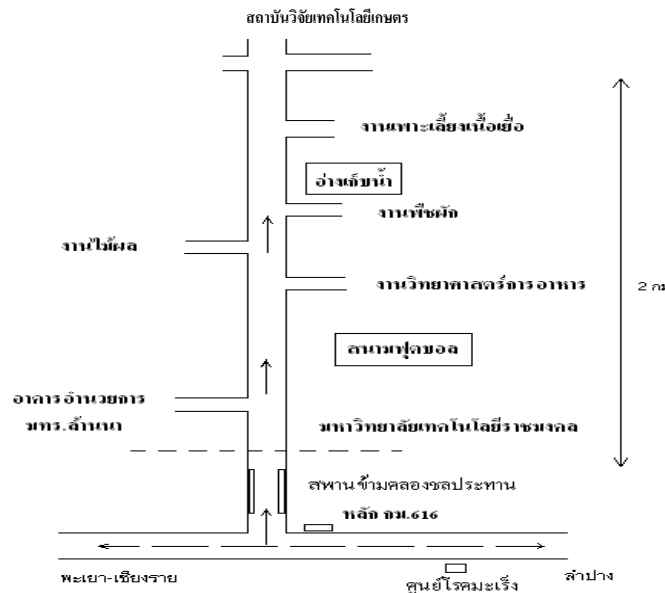 สถาบันวิจัยเทคโนโลยีเกษตร
งานเพาะเลี้ยงเนื้อเยื่อ
อ่างเก็บน้ำ
งานพืชผัก
งานไม้ผล
งานวิทยาศาสตร์การอาหาร
2 กม
สนามฟุตบอล
อาคารอำนวยการ
มทร.ล้านนา
มหาวิทยาลัยเทคโนโลยีราชมงคล
สพานข้ามคลองชลประทาน
หลัก กม.616
พะเยา-เชียงราย
ศูนย์โรคมะเร็ง
ลำปาง